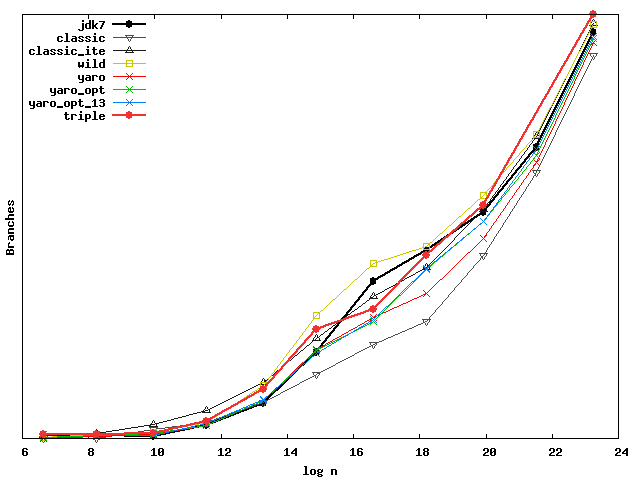 jdk7
classic
classic_ite
wild
yaro
yaro_opt
yaro_opt_13
triple
Branches
6 8 10 12 14 16 18 20 22 24
log n